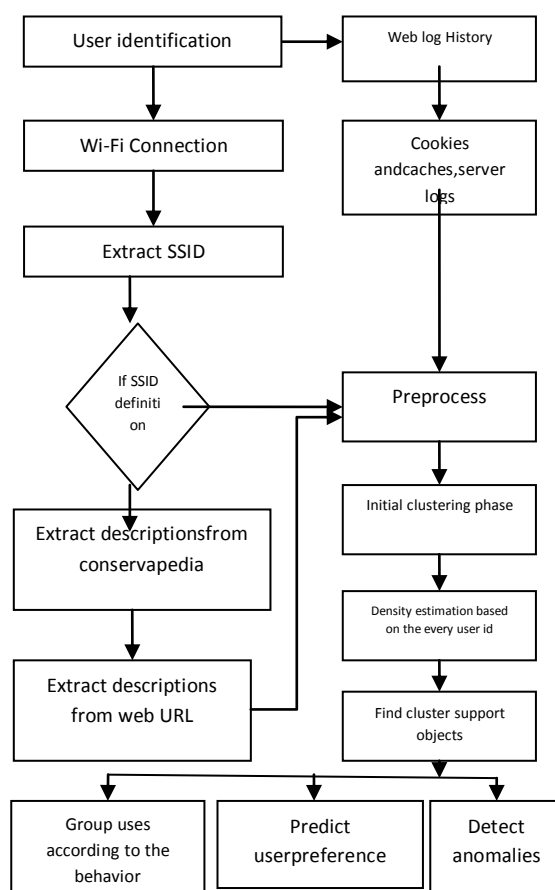 User identification
Web log History
Wi-Fi Connection
Cookies
andcaches,server
logs
Extract SSID
If SSID
definiti
on
Preprocess
Extract descriptionsfrom
conservapedia
Initial clustering phase
Density estimation based
on the every user id
Extract descriptions
from web URL
Find cluster support
objects
Group uses
according to the
behavior
Predict
userpreference
Detect
anomalies